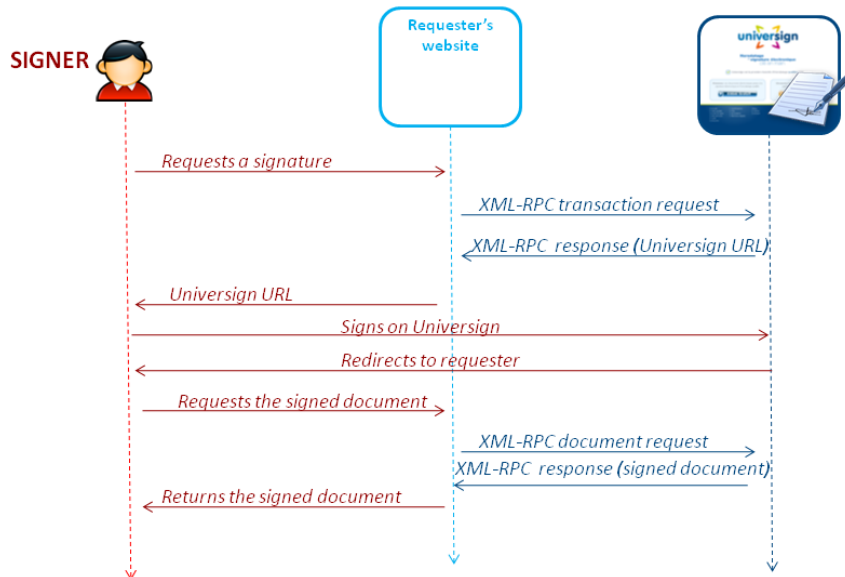 SIGNER
Requester's
website
universign
Requests a signature
XML-RPC transaction request
XML-RPC response (Universign URL)
Universign URL
Signs on Universign
Redirects to requester
Requests the signed document
XML-RPC document request
XML-RPC response (signed document)
Returns the signed document